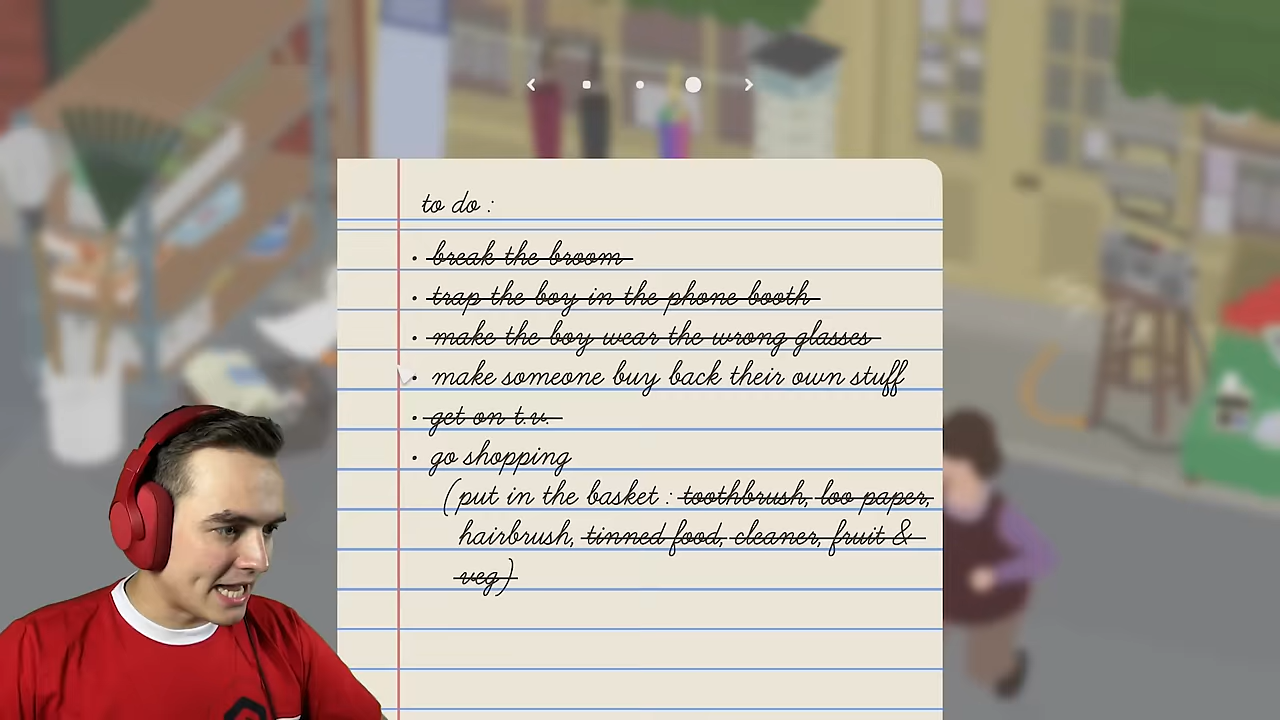 to do :
• break the broom
• trap the boy in the phone booth
• make the boy wear the wrong glasses
• make someone buy back their own stuff
• get on t.v.
• go shopping
(put in the basket : toothbrush, loo paper,
hairbrush, tinned food, cleaner, fruit &
veg)